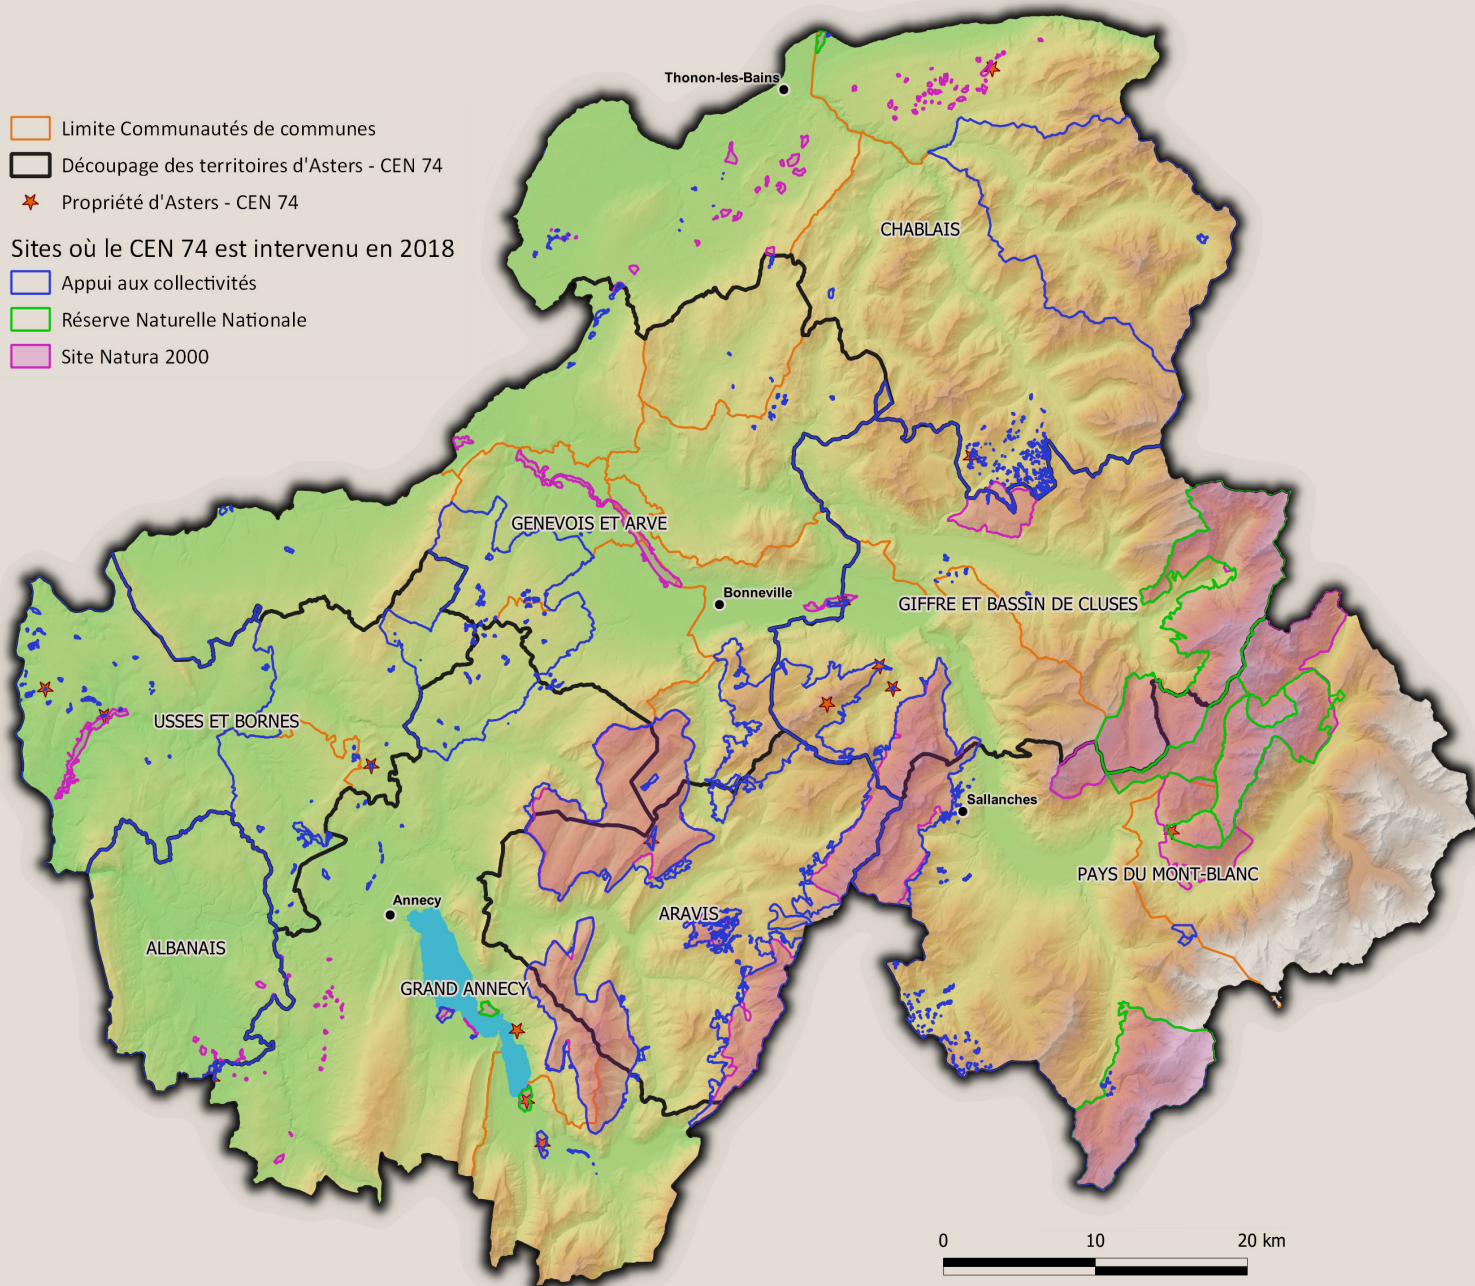 Thonon-les-Bains
Limite Communautés de communes
Découpage des territoires d'Asters - CEN 74
Propriété d'Asters - CEN 74
Sites où le CEN 74 est intervenu en 2018
Appui aux collectivités
Réserve Naturelle Nationale
Site Natura 2000
CHABLAIS
GENEVOIS ET ARVE
Bonneville
GIFFRE ET BASSIN DE CLUSES
USSES ET BORNES
Sallanches
PAYS DU MONT-BLANC
Annecy
ARAVIS
ALBANAIS
GRAND ANNECY
0 10 20 km